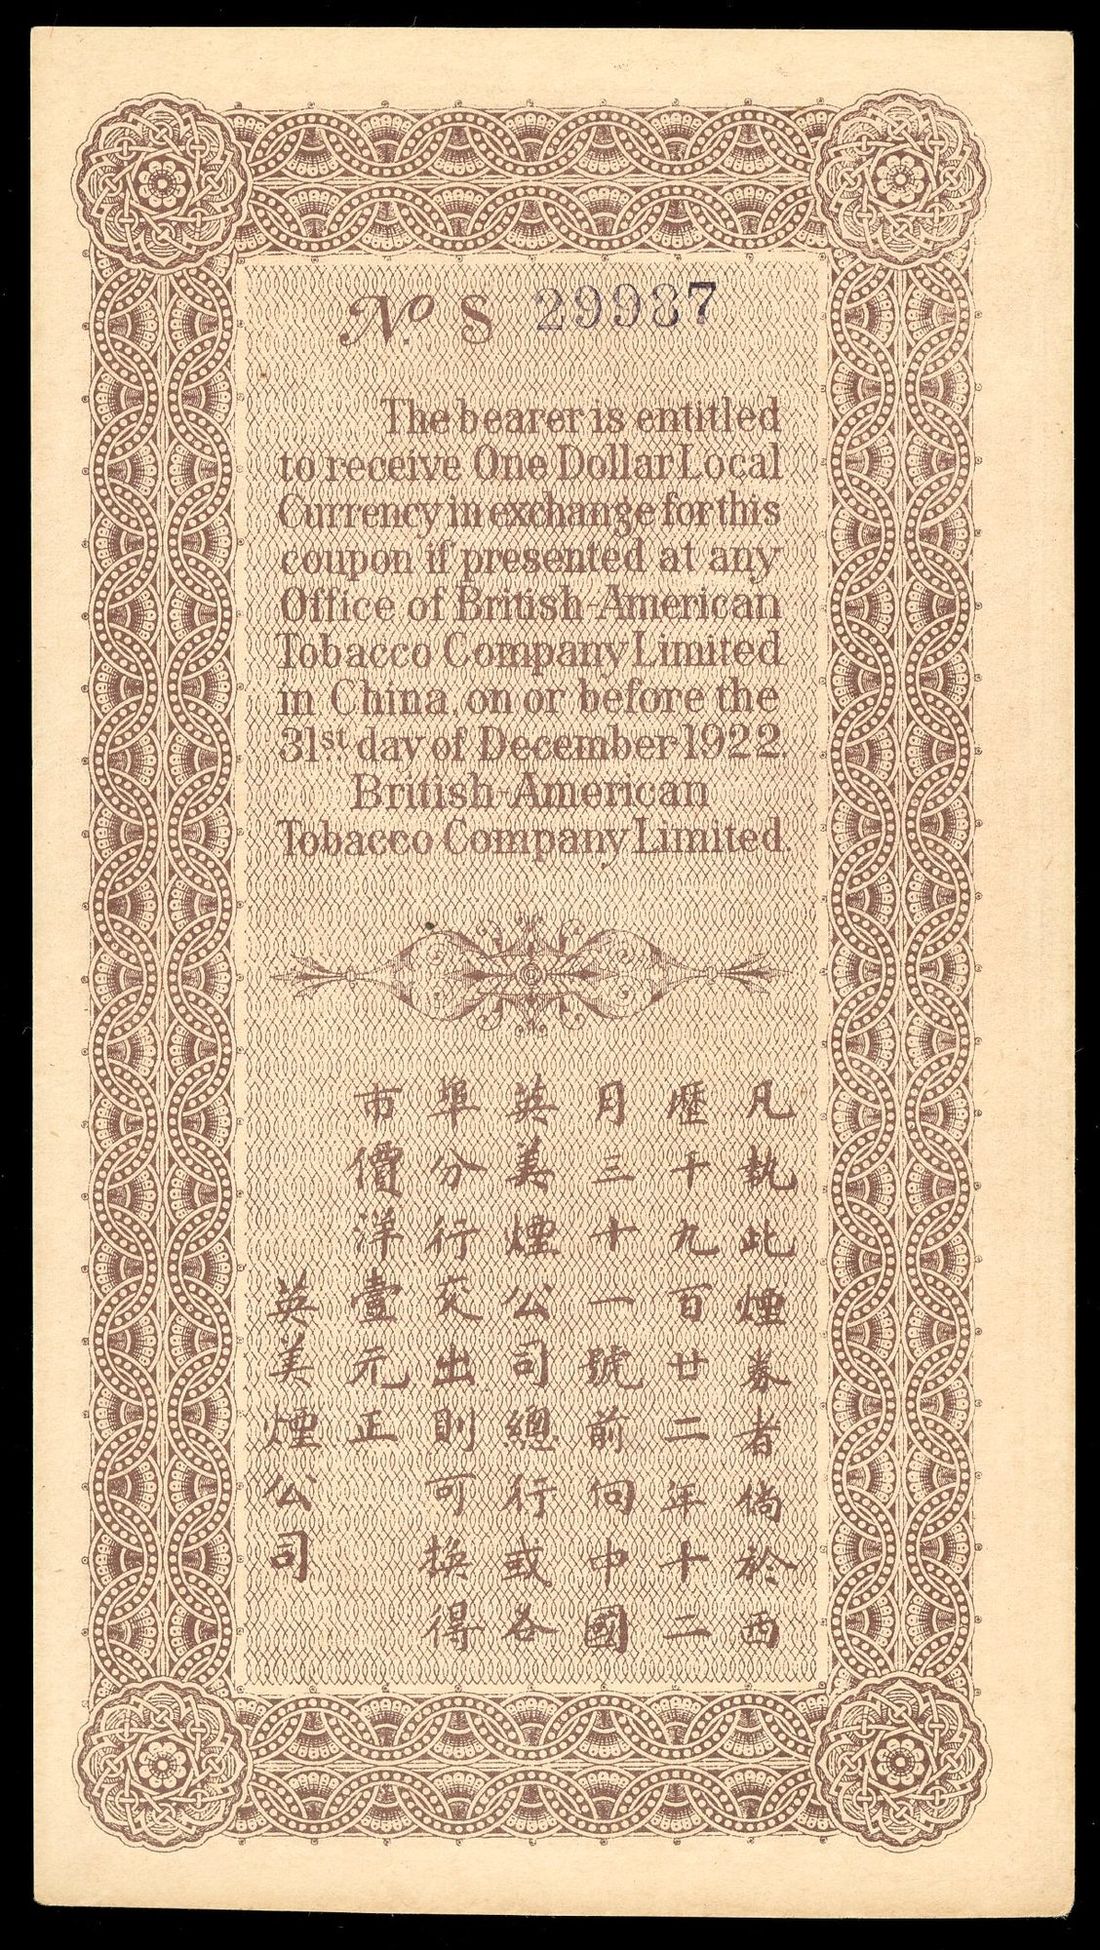 No S 29987
The bearer is entitled
to receive One Dollar Local
Currency in exchange for this
coupon if presented at any
Office of British-American
Tobacco Company Limited
in China, on or before the
31st day of December 1922
British-American
Tobacco Company Limited.
凡執此煙券者倘於西
歷十九百廿二年十二
月三十一號前向中國
英美煙公司總行或各
埠分行交出則可換得
市價洋壹元正
英美煙公司